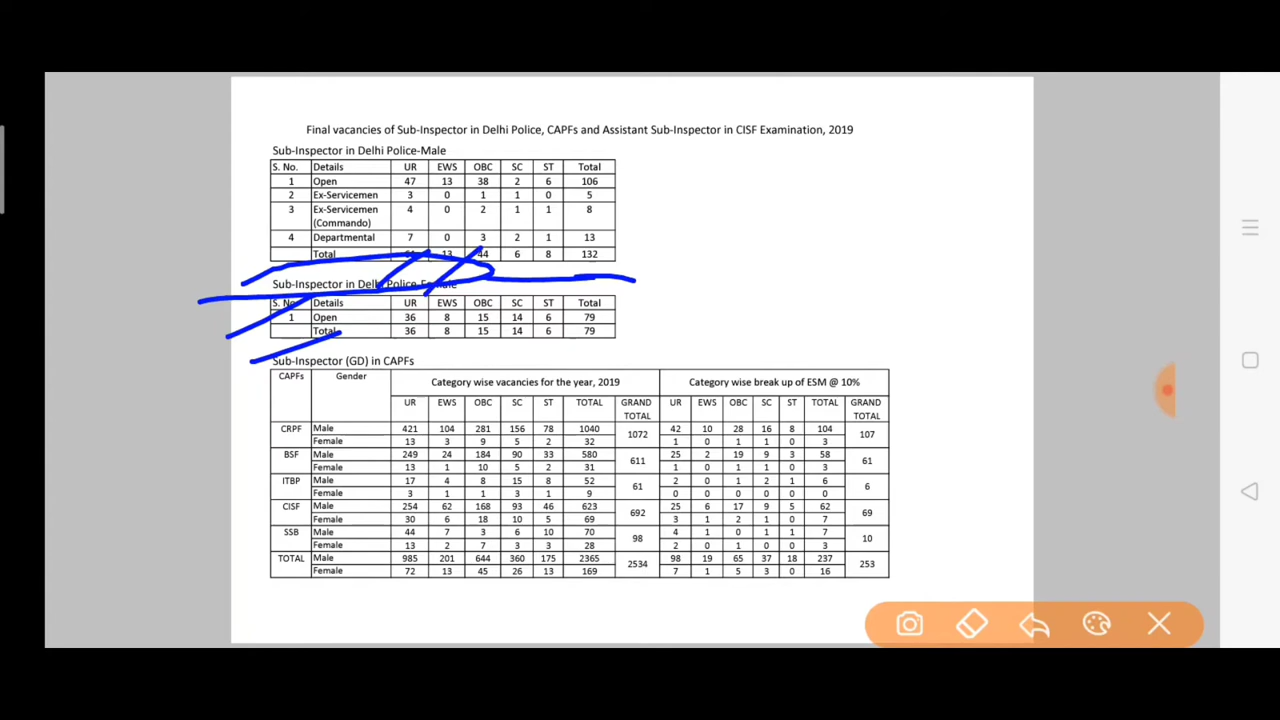 Final vacancies of Sub-Inspector in Delhi Police, CAPFs and Assistant Sub-Inspector in CISF Examination, 2019
Sub-Inspector in Delhi Police-Male
S. No. Details UR EWS OBC SC ST Total
1 Open 47 13 38 2 6 106
2 Ex-Servicemen 3 0 1 1 0 5
3 Ex-Servicemen 4 0 2 1 1 8
(Commando)
4 Departmental 7 0 3 2 1 13
Total 13 44 6 8 132
Sub-Inspector in Delhi Police-Female
S. No. Details UR EWS OBC SC ST Total
1 Open 36 8 15 14 6 79
Total 36 8 15 14 6 79
Sub-Inspector (GD) in CAPFs
CAPFs Gender Category wise vacancies for the year, 2019 Category wise break up of ESM @ 10%
UR EWS OBC SC ST TOTAL GRAND TOTAL UR EWS OBC SC ST TOTAL GRAND TOTAL
CRPF Male 421 104 281 156 78 1040 1072 42 10 28 16 8 104 107
Female 13 3 9 5 2 32 1 0 1 1 0 3
BSF Male 249 24 184 90 33 580 611 25 2 19 9 3 58 61
Female 13 1 10 5 2 31 1 0 1 1 0 3
ITBP Male 17 4 8 15 8 52 61 2 0 1 2 1 6 6
Female 3 1 1 3 1 9 0 0 0 0 0 0
CISF Male 254 62 168 93 46 623 692 25 6 17 9 5 62 69
Female 30 6 18 10 5 69 3 1 2 1 0 7
SSB Male 44 7 3 6 10 70 98 4 1 0 1 1 7 10
Female 13 2 7 3 3 28 2 0 1 0 0 3
TOTAL Male 985 201 644 360 175 2365 2534 98 19 65 37 18 237 253
Female 72 13 45 26 13 169 7 1 5 3 0 16